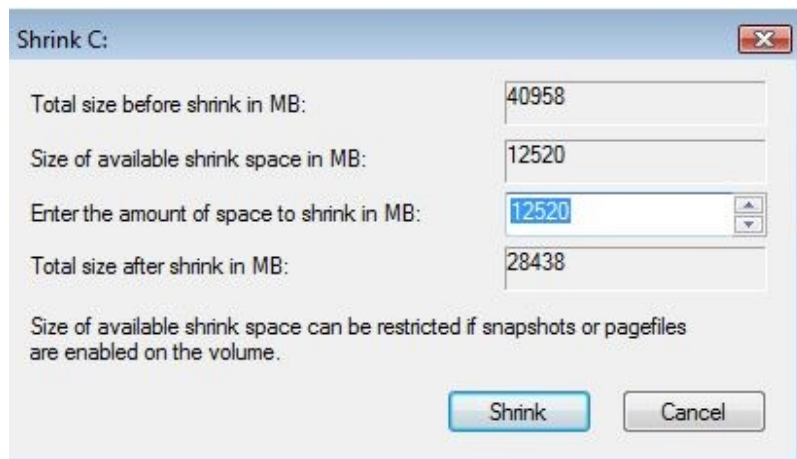 Shrink C:
Total size before shrink in MB: 40958
Size of available shrink space in MB: 12520
Enter the amount of space to shrink in MB: 12520
Total size after shrink in MB: 28438
Size of available shrink space can be restricted if snapshots or pagefiles
are enabled on the volume.
Shrink Cancel